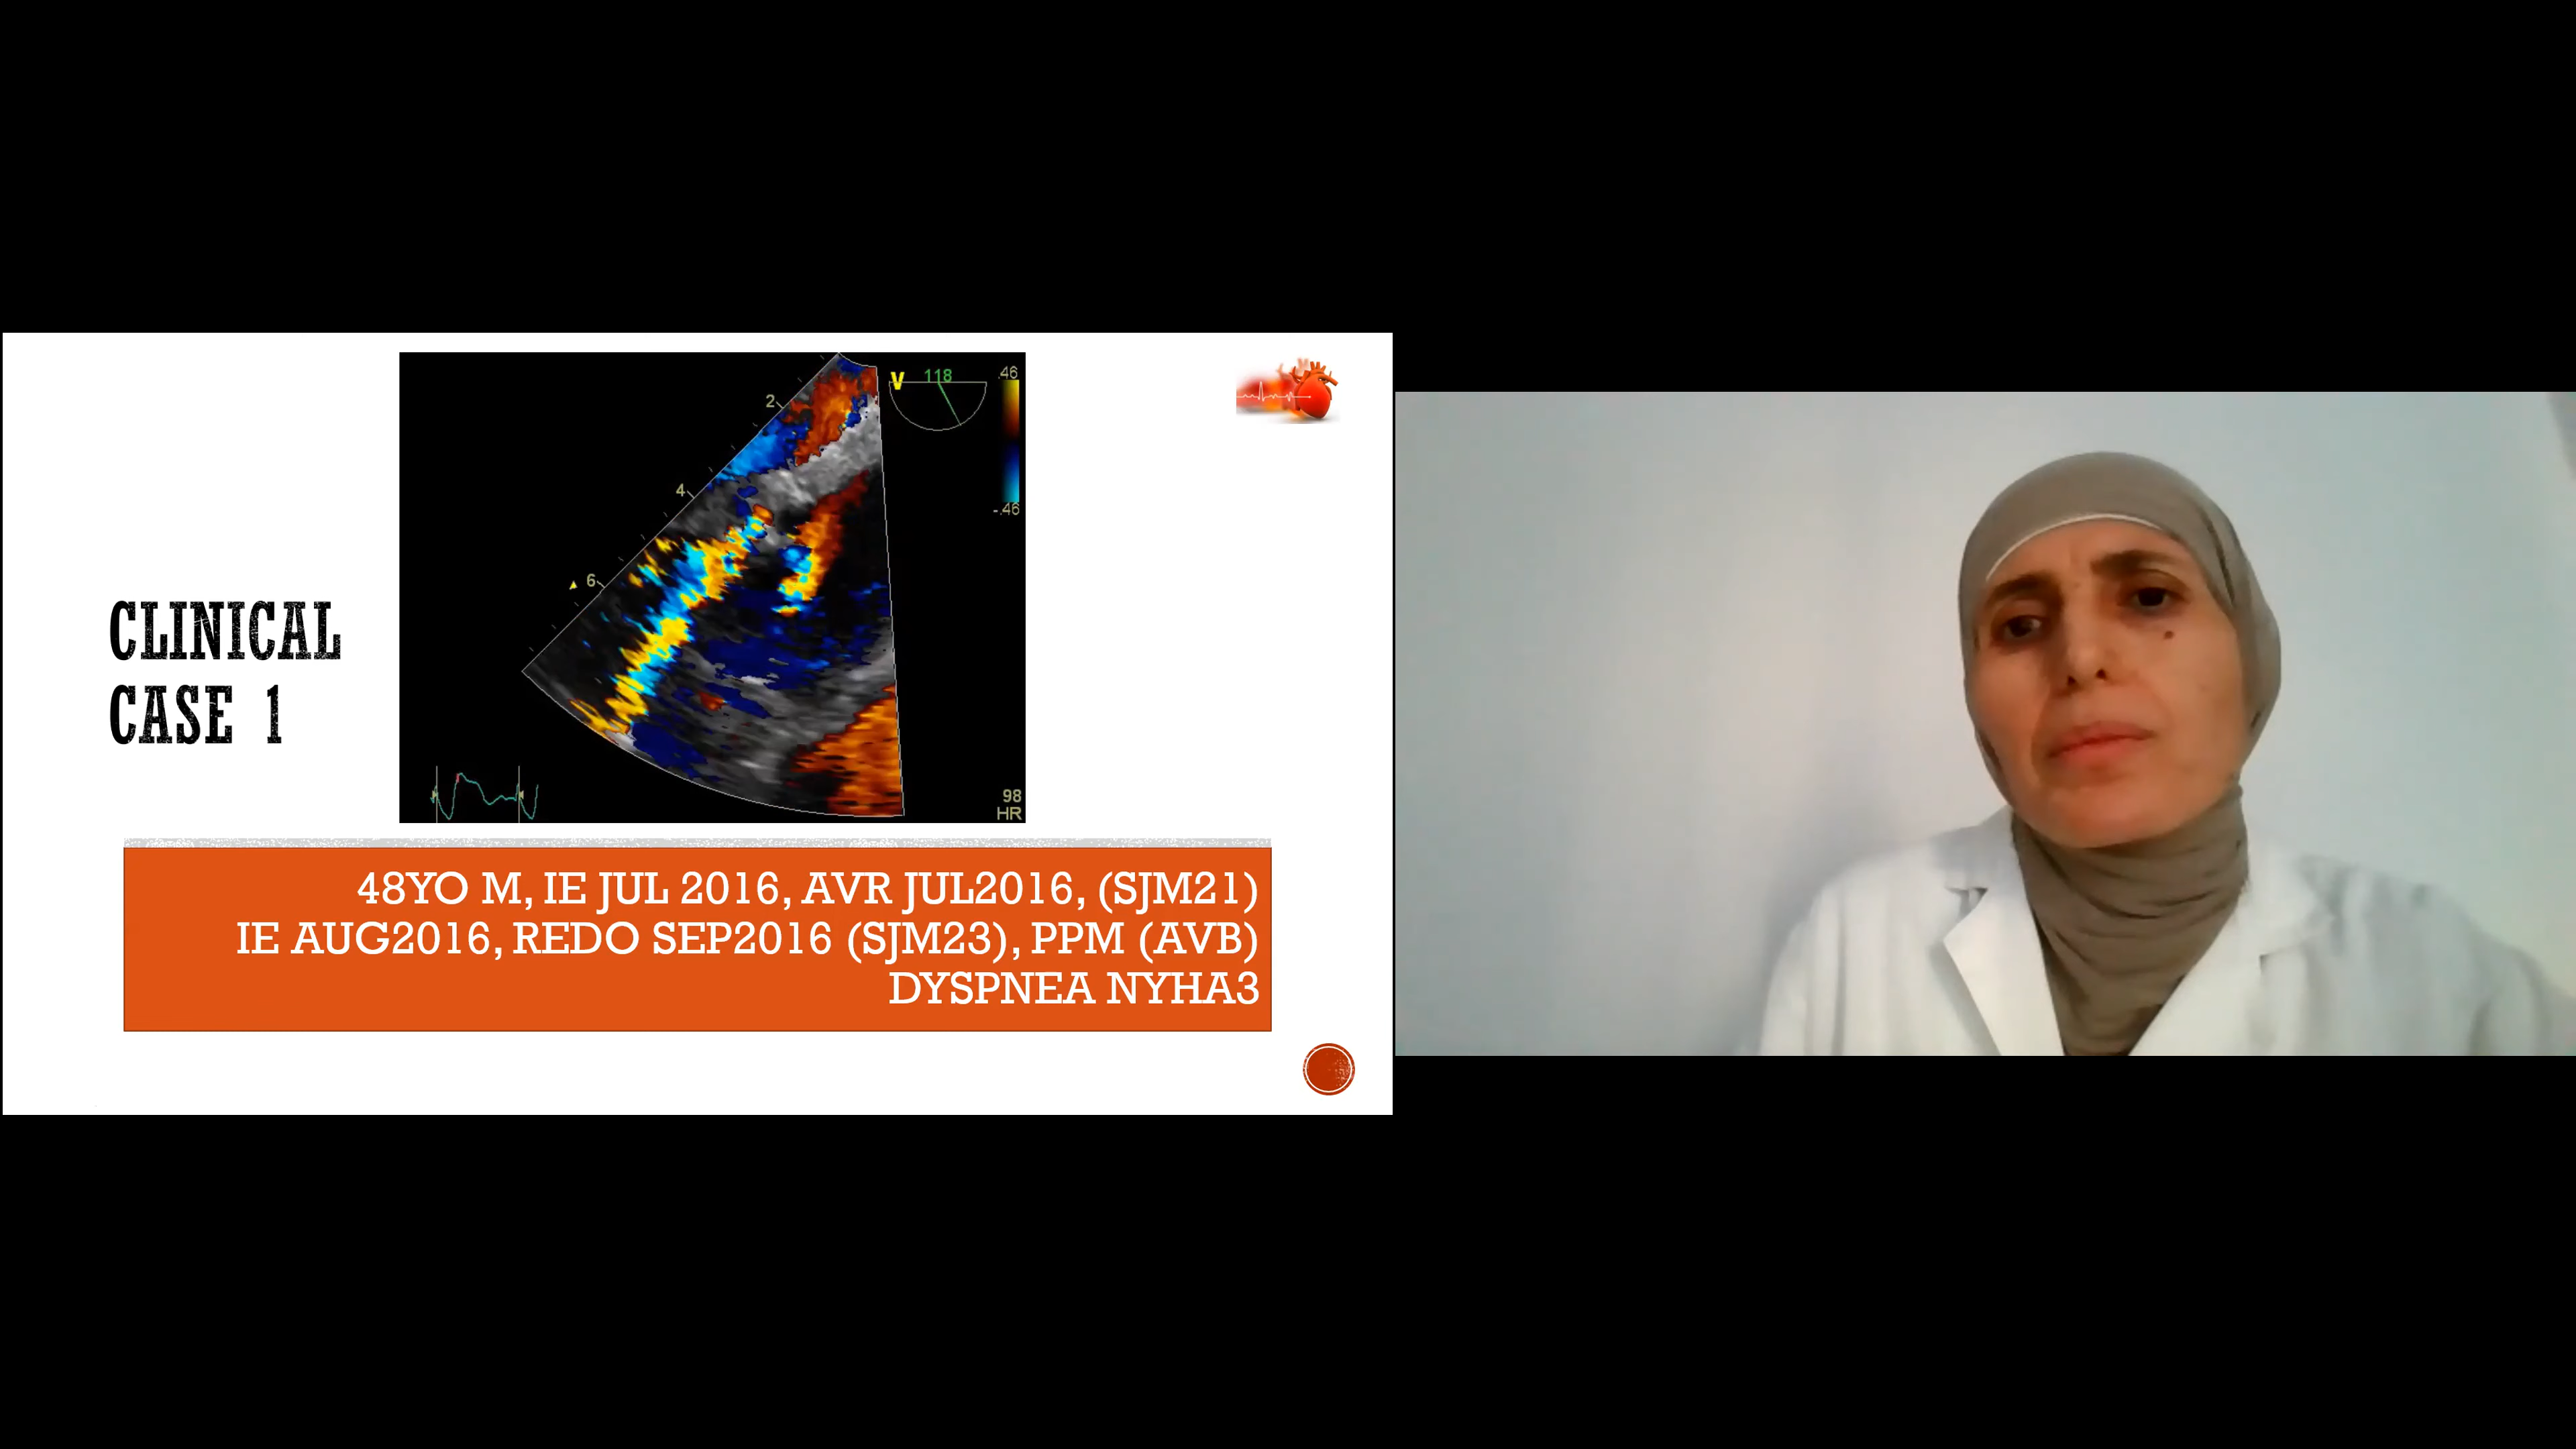 CLINICAL
CASE 1
V 118
.46
2
4
6
-.46
98
HR
48YO M, IE JUL 2016, AVR JUL2016, (SJM21)
IE AUG2016, REDO SEP2016 (SJM23), PPM (AVB)
DYSPNEA NYHA3